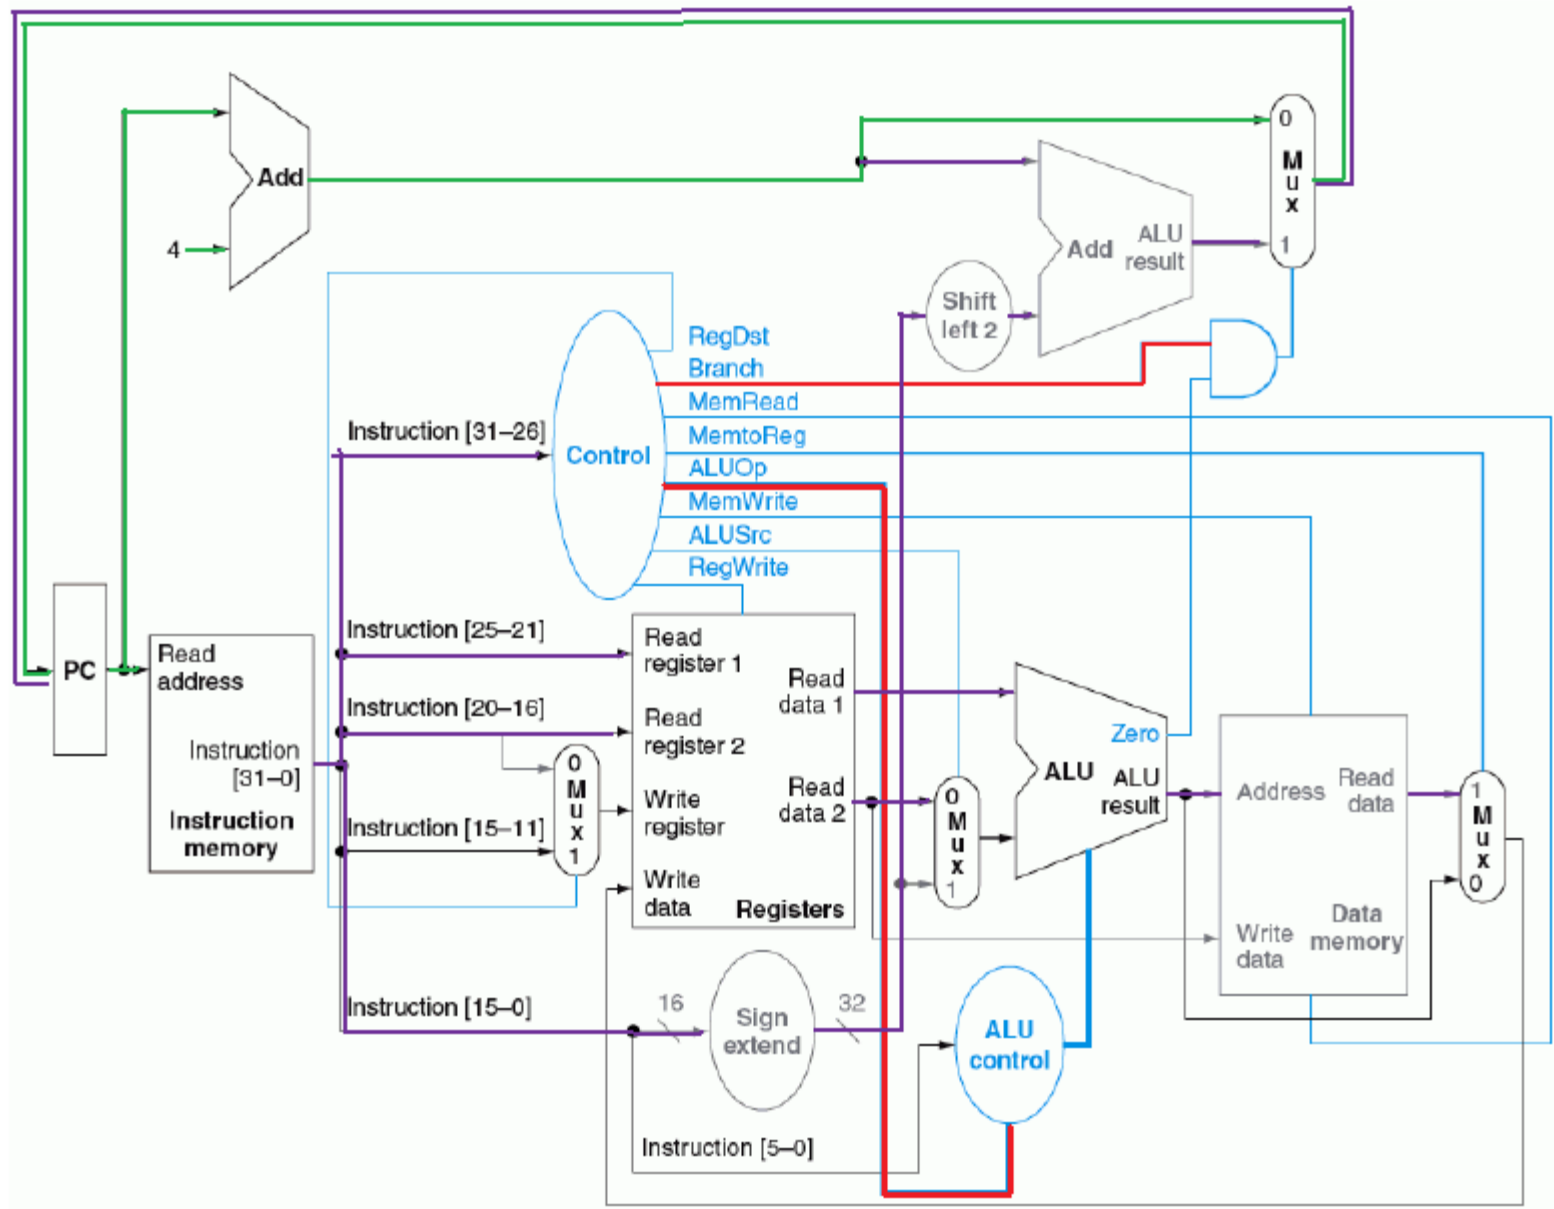 0
M
u
x
1
Add
4
Add
ALU
result
Shift
left 2
RegDst
Branch
MemRead
MemtoReg
ALUOp
MemWrite
ALUSrc
RegWrite
Control
Instruction [31–26]
Instruction [25–21]
Instruction [20–16]
Instruction [15–11]
Instruction [15–0]
Instruction [5–0]
PC
Read
address
Instruction
[31–0]
Instruction
memory
0
M
u
x
1
Read
register 1
Read
register 2
Write
register
Write
data
Read
data 1
Read
data 2
Registers
0
M
u
x
1
Zero
ALU
ALU
result
Address
Read
data
Write
data
Data
memory
1
M
u
x
0
16
Sign
extend
32
ALU
control